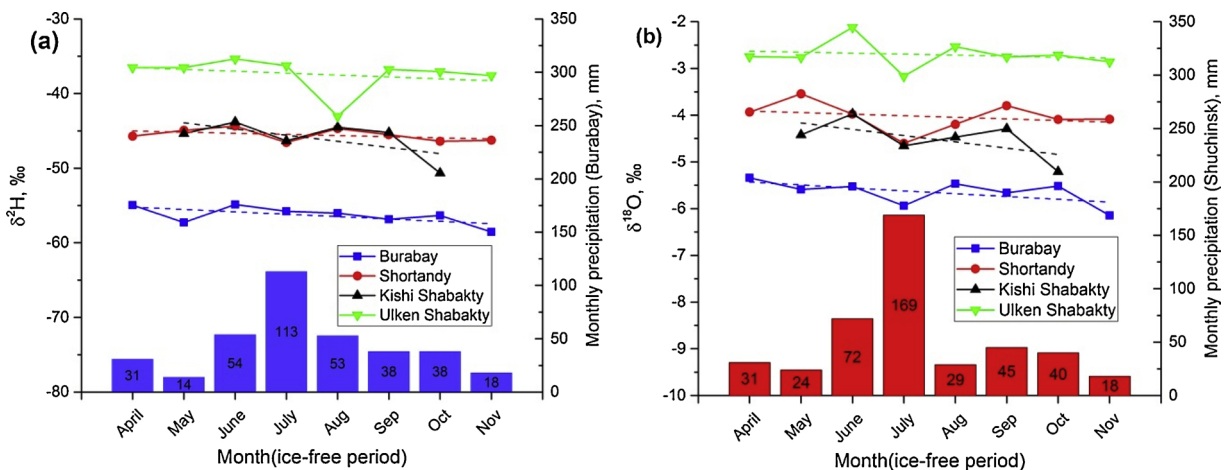 (a)
δ²H, ‰
-30
-40
-50
-60
-70
-80
350
300
250
200
150
100
50
0
Monthly precipitation (Burabay), mm
Burabay
Shortandy
Kishi Shabakty
Ulken Shabakty
31
14
54
113
53
38
38
18
April
May
June
July
Aug
Sep
Oct
Nov
Month(ice-free period)
(b)
δ¹⁸O, ‰
-2
-3
-4
-5
-6
-7
-8
-9
-10
350
300
250
200
150
100
50
0
Monthly precipitation (Shuchinsk), mm
Burabay
Shortandy
Kishi Shabakty
Ulken Shabakty
31
24
72
169
29
45
40
18
April
May
June
July
Aug
Sep
Oct
Nov
Month(ice-free period)